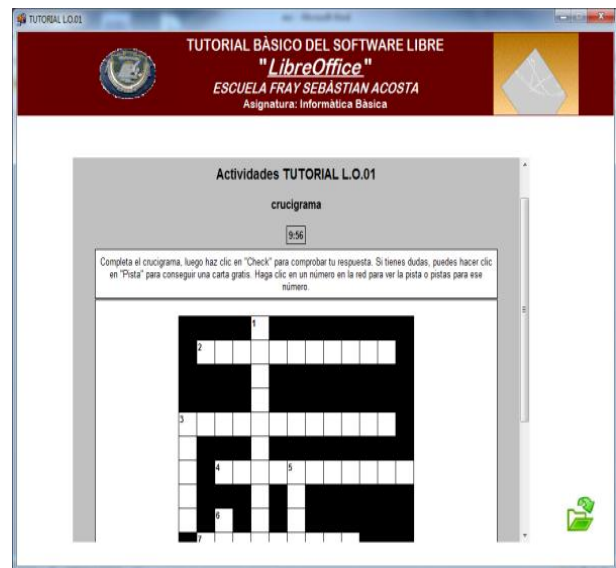 TUTORIAL L.O.01
TUTORIAL BÀSICO DEL SOFTWARE LIBRE
"LibreOffice"
ESCUELA FRAY SEBÀSTIAN ACOSTA
Asignatura: Informàtica Bàsica
Actividades TUTORIAL L.O.01
crucigrama
9:56
Completa el crucigrama, luego haz clic en "Check" para comprobar tu respuesta. Si tienes dudas, puedes hacer clic
en "Pista" para conseguir una carta gratis. Haga clic en un número en la red para ver la pista o pistas para ese
número.
1
2
3
4 5
6
7